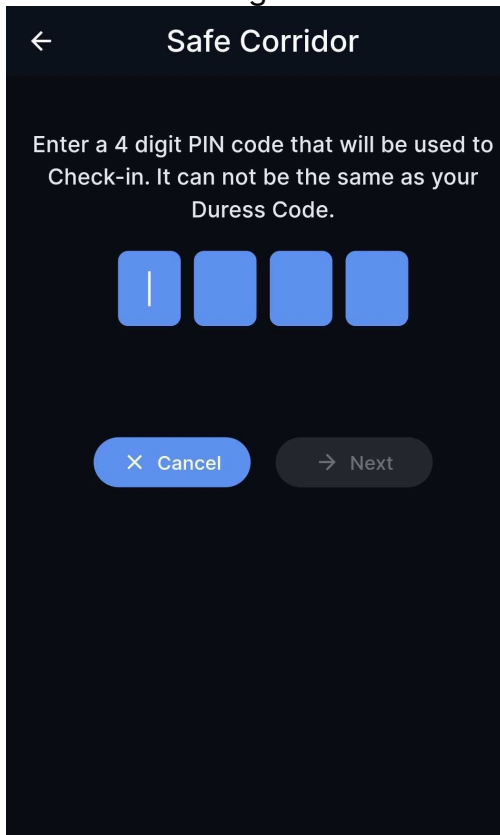 Safe Corridor
Enter a 4 digit PIN code that will be used to
Check-in. It can not be the same as your
Duress Code.
Cancel
Next